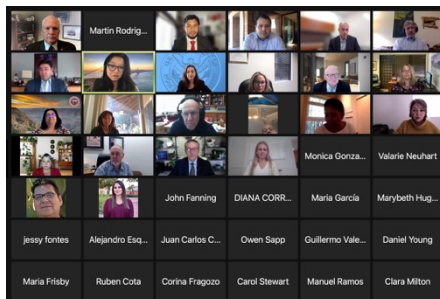 Martin Rodrig...
Monica Gonza...
Valarie Neuhart
John Fanning
DIANA CORR...
Maria García
Marybeth Hug...
jessy fontes
Alejandro Esq...
Juan Carlos C...
Owen Sapp
Guillermo Vale...
Daniel Young
Maria Frisby
Ruben Cota
Corina Fragozo
Carol Stewart
Manuel Ramos
Clara Milton